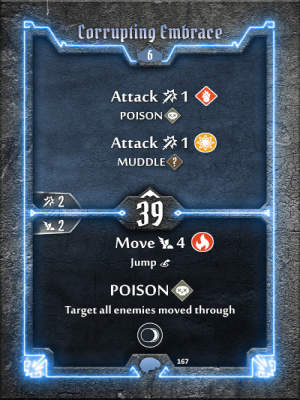 Corrupting Embrace
6
Attack 1
POISON
Attack 1
MUDDLE ?
2
39
2
Move 4
Jump
POISON
Target all enemies moved through
167